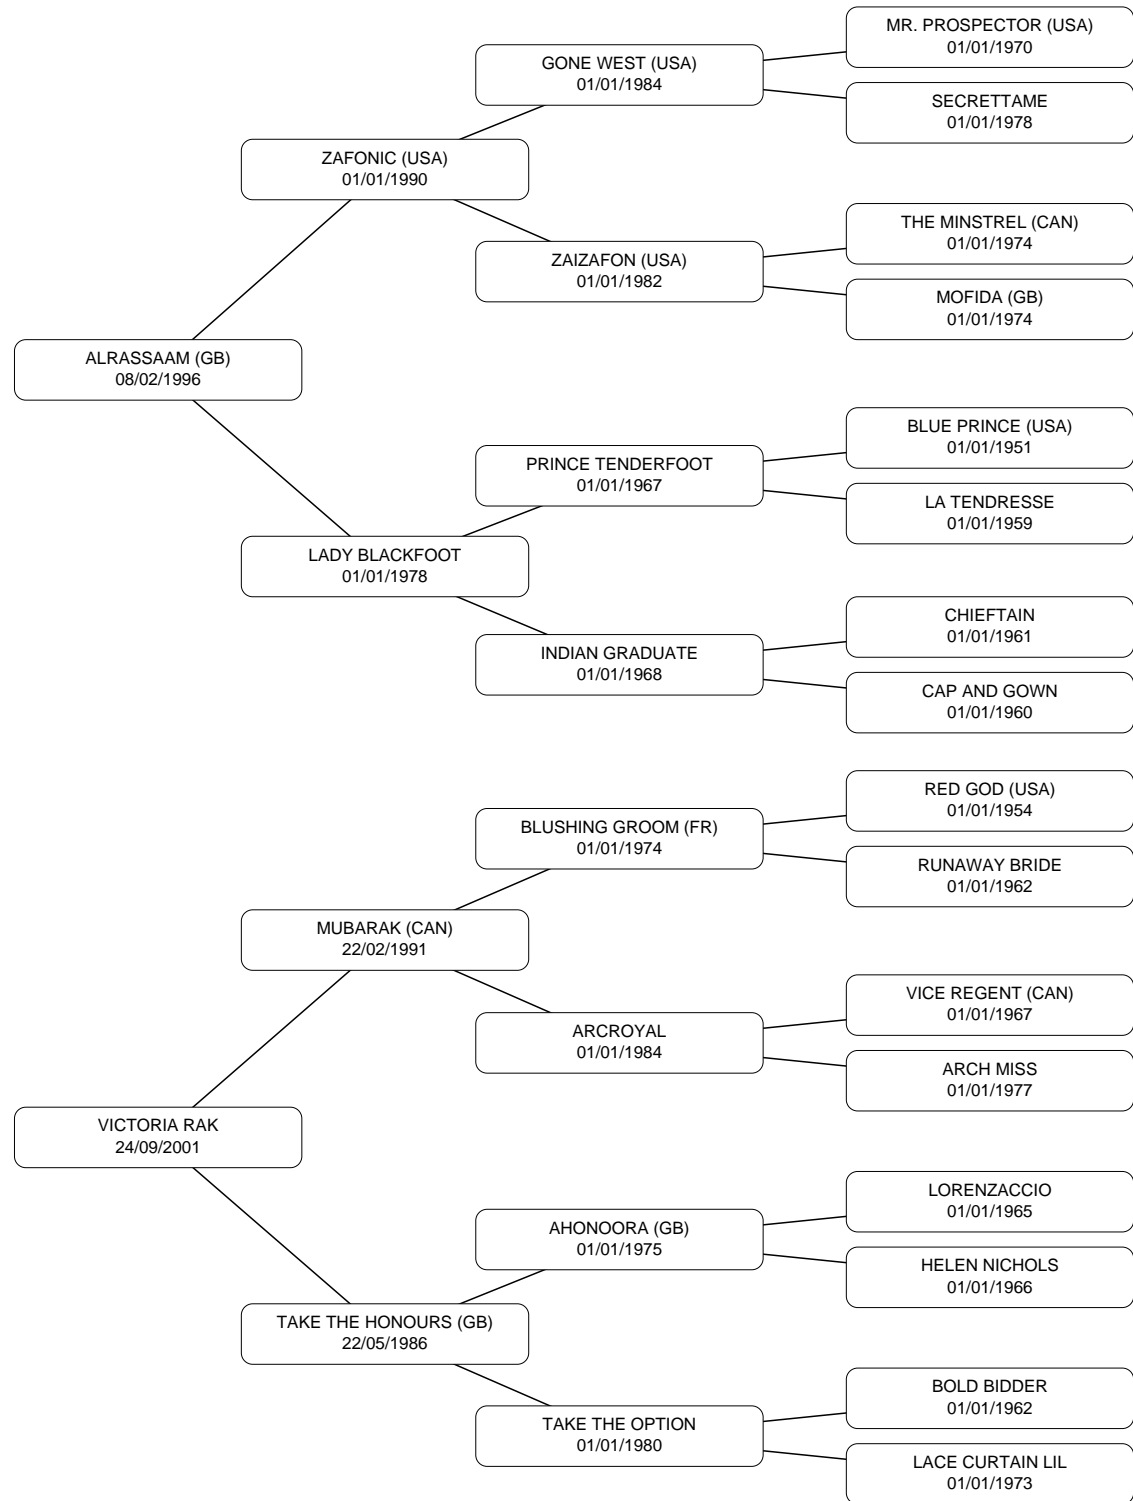 MR. PROSPECTOR (USA)
01/01/1970
GONE WEST (USA)
01/01/1984
SECRETTAME
01/01/1978
ZAFONIC (USA)
01/01/1990
THE MINSTREL (CAN)
01/01/1974
ZAIZAFON (USA)
01/01/1982
MOFIDA (GB)
01/01/1974
ALRASSAAM (GB)
08/02/1996
BLUE PRINCE (USA)
01/01/1951
PRINCE TENDERFOOT
01/01/1967
LA TENDRESSE
01/01/1959
LADY BLACKFOOT
01/01/1978
CHIEFTAIN
01/01/1961
INDIAN GRADUATE
01/01/1968
CAP AND GOWN
01/01/1960
RED GOD (USA)
01/01/1954
BLUSHING GROOM (FR)
01/01/1974
RUNAWAY BRIDE
01/01/1962
MUBARAK (CAN)
22/02/1991
VICE REGENT (CAN)
01/01/1967
ARCROYAL
01/01/1984
ARCH MISS
01/01/1977
VICTORIA RAK
24/09/2001
LORENZACCIO
01/01/1965
AHONOORA (GB)
01/01/1975
HELEN NICHOLS
01/01/1966
TAKE THE HONOURS (GB)
22/05/1986
BOLD BIDDER
01/01/1962
TAKE THE OPTION
01/01/1980
LACE CURTAIN LIL
01/01/1973